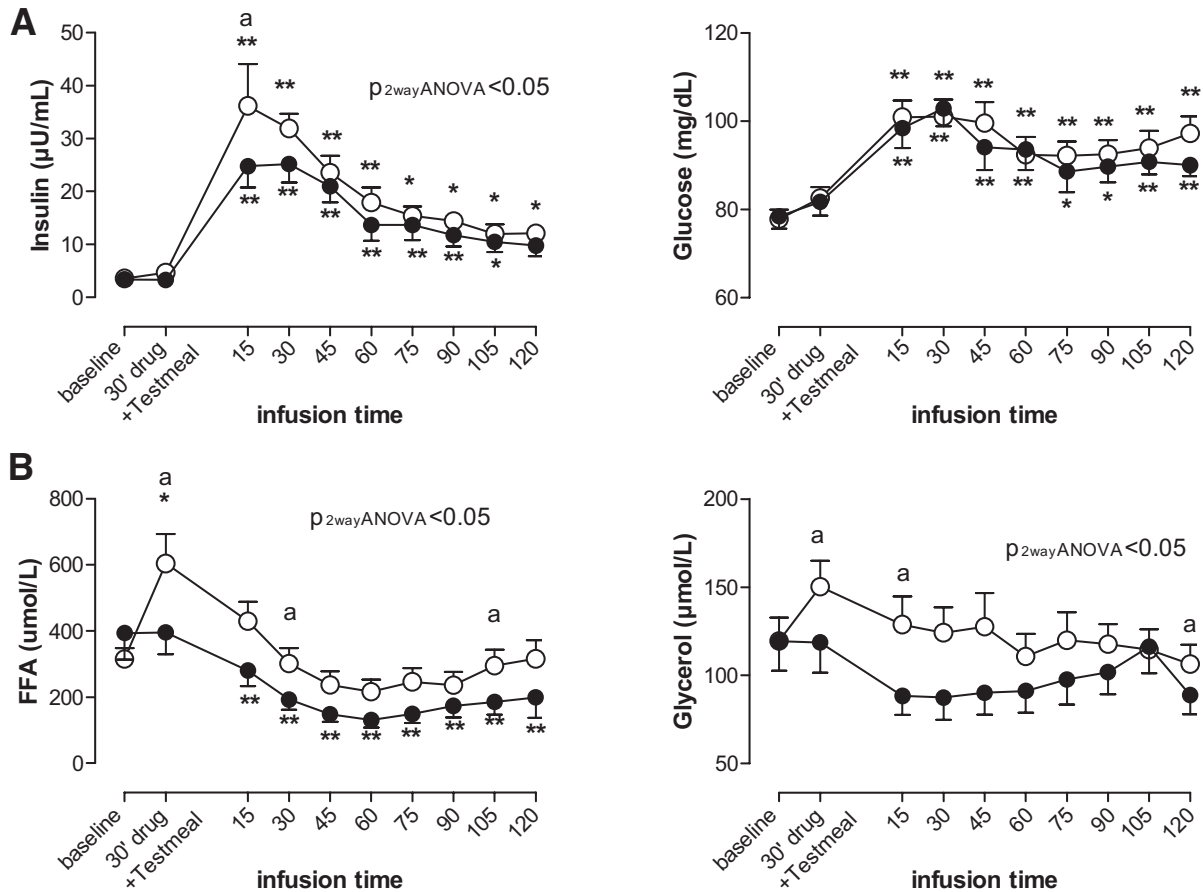 A
Insulin (µU/mL)
50
40
30
20
10
0
a
**
**
**
**
*
*
*
*
p2wayANOVA<0.05
**
**
**
**
**
**
*
baseline
30' drug
+Testmeal
15
30
45
60
75
90
105
120
infusion time
Glucose (mg/dL)
120
100
80
60
**
**
**
**
**
**
**
**
**
**
**
**
*
*
**
**
baseline
30' drug
+Testmeal
15
30
45
60
75
90
105
120
infusion time
B
FFA (umol/L)
800
600
400
200
0
a
*
a
a
p2wayANOVA<0.05
**
**
**
**
**
**
**
**
baseline
30' drug
+Testmeal
15
30
45
60
75
90
105
120
infusion time
Glycerol (µmol/L)
200
150
100
50
a
a
a
p2wayANOVA<0.05
baseline
30' drug
+Testmeal
15
30
45
60
75
90
105
120
infusion time